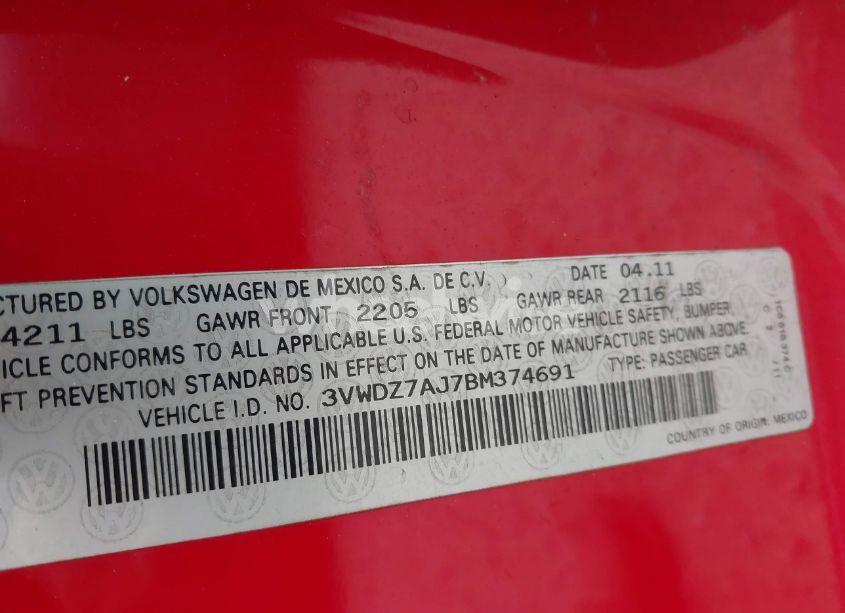 CTURED BY VOLKSWAGEN DE MEXICO S.A. DE C.V. DATE 04.11
4211 LBS GAWR FRONT 2205 LBS GAWR REAR 2116 LBS
ICLE CONFORMS TO ALL APPLICABLE U.S. FEDERAL MOTOR VEHICLE SAFETY, BUMPER,
FT PREVENTION STANDARDS IN EFFECT ON THE DATE OF MANUFACTURE SHOWN ABOVE.
VEHICLE I.D. NO. 3VWDZ7AJ7BM374691 TYPE: PASSENGER CAR
COUNTRY OF ORIGIN: MEXICO